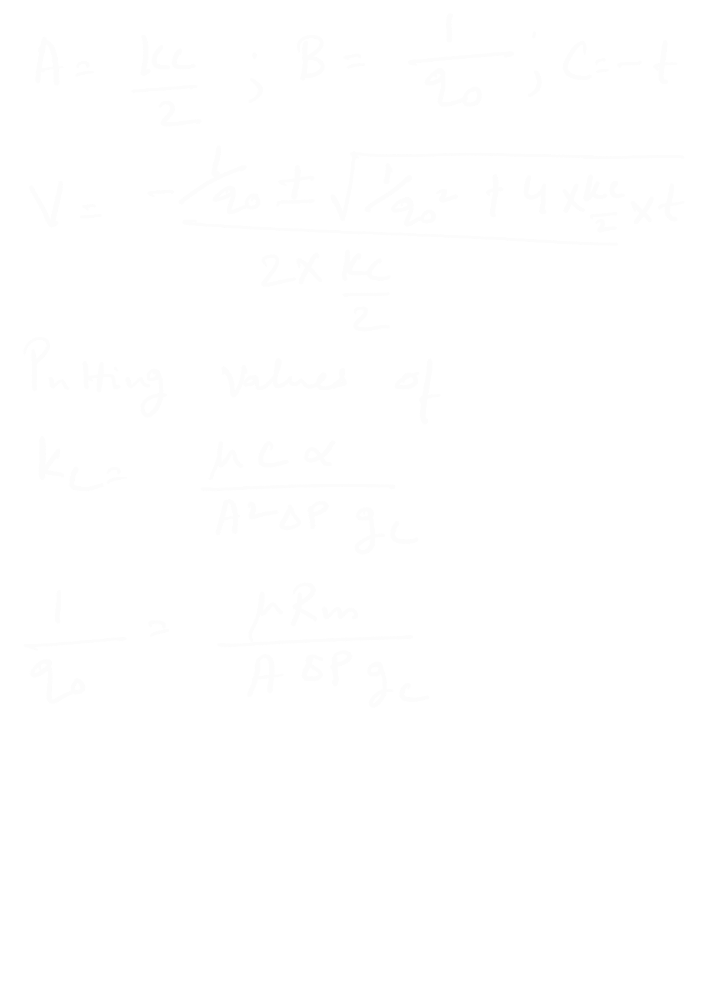 A = kc/2 ; B = 1/q₀ ; C = -t
V = (-1/q₀ ± √(1/q₀² + 4 × kc/2 × t)) / (2 × kc/2)
Putting values of
kc = μcα / (A²ΔP gc)
1/q₀ = μRm / (AΔP gc)